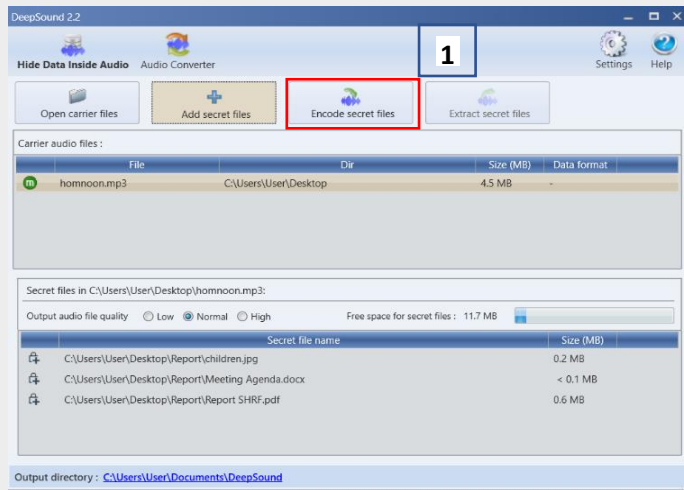 DeepSound 2.2
Hide Data Inside Audio Audio Converter 1 Settings Help
Open carrier files Add secret files Encode secret files Extract secret files
Carrier audio files :
File Dir Size (MB) Data format
m homnoon.mp3 C:\Users\User\Desktop 4.5 MB -
Secret files in C:\Users\User\Desktop\homnoon.mp3:
Output audio file quality Low Normal High Free space for secret files : 11.7 MB
Secret file name Size (MB)
C:\Users\User\Desktop\Report\children.jpg 0.2 MB
C:\Users\User\Desktop\Report\Meeting Agenda.docx < 0.1 MB
C:\Users\User\Desktop\Report\Report SHRF.pdf 0.6 MB
Output directory : C:\Users\User\Documents\DeepSound